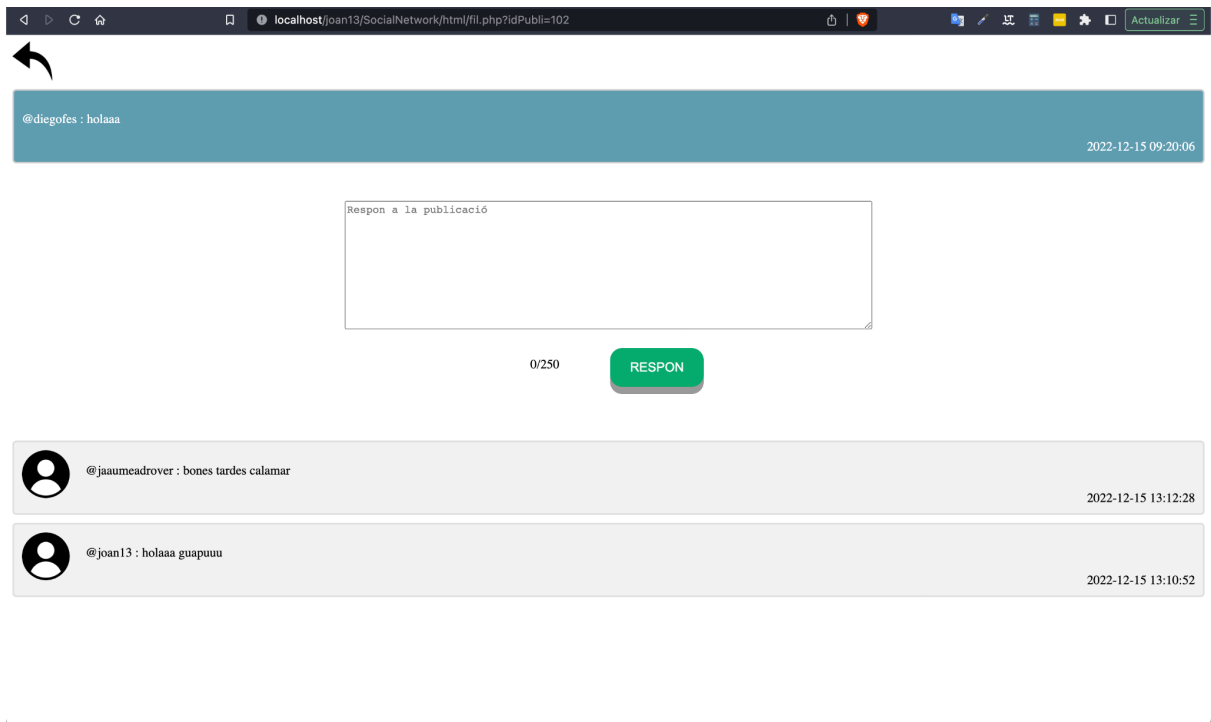 localhost/joan13/SocialNetwork/html/fil.php?idPubli=102
Actualizar
@diegofes : holaaa
2022-12-15 09:20:06
Respon a la publicació
0/250
RESPON
@jaaumeadrover : bones tardes calamar
2022-12-15 13:12:28
@joan13 : holaaa guapuuu
2022-12-15 13:10:52